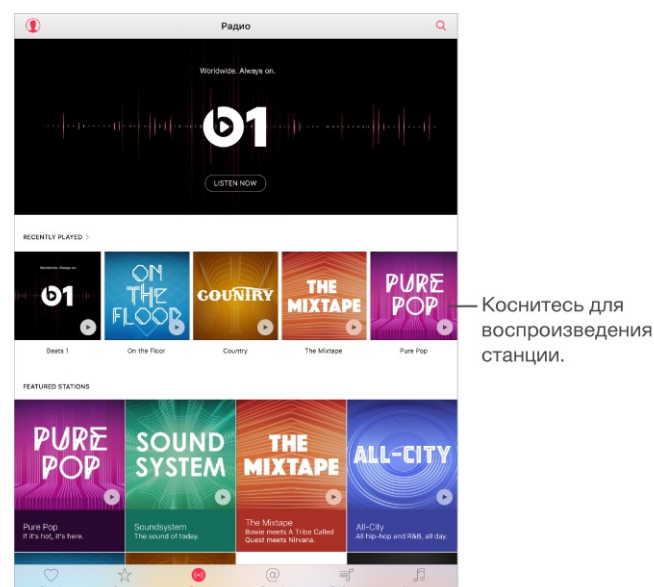 Радио
Worldwide. Always on.
1
LISTEN NOW
RECENTLY PLAYED >
1
ON
THE
FLOOR
COUNTRY
THE
MIXTAPE
PURE
POP
Beats 1
On the Floor
Country
The Mixtape
Pure Pop
Коснитесь для
воспроизведения
станции.
FEATURED STATIONS
PURE
POP
SOUND
SYSTEM
THE
MIXTAPE
ALL-CITY
Pure Pop
If it's hot, it's here.
Soundsystem
The sound of today.
The Mixtape
Bowie meets A Tribe Called
Quest meets Nirvana.
All-City
All hip-hop and R&B, all day.